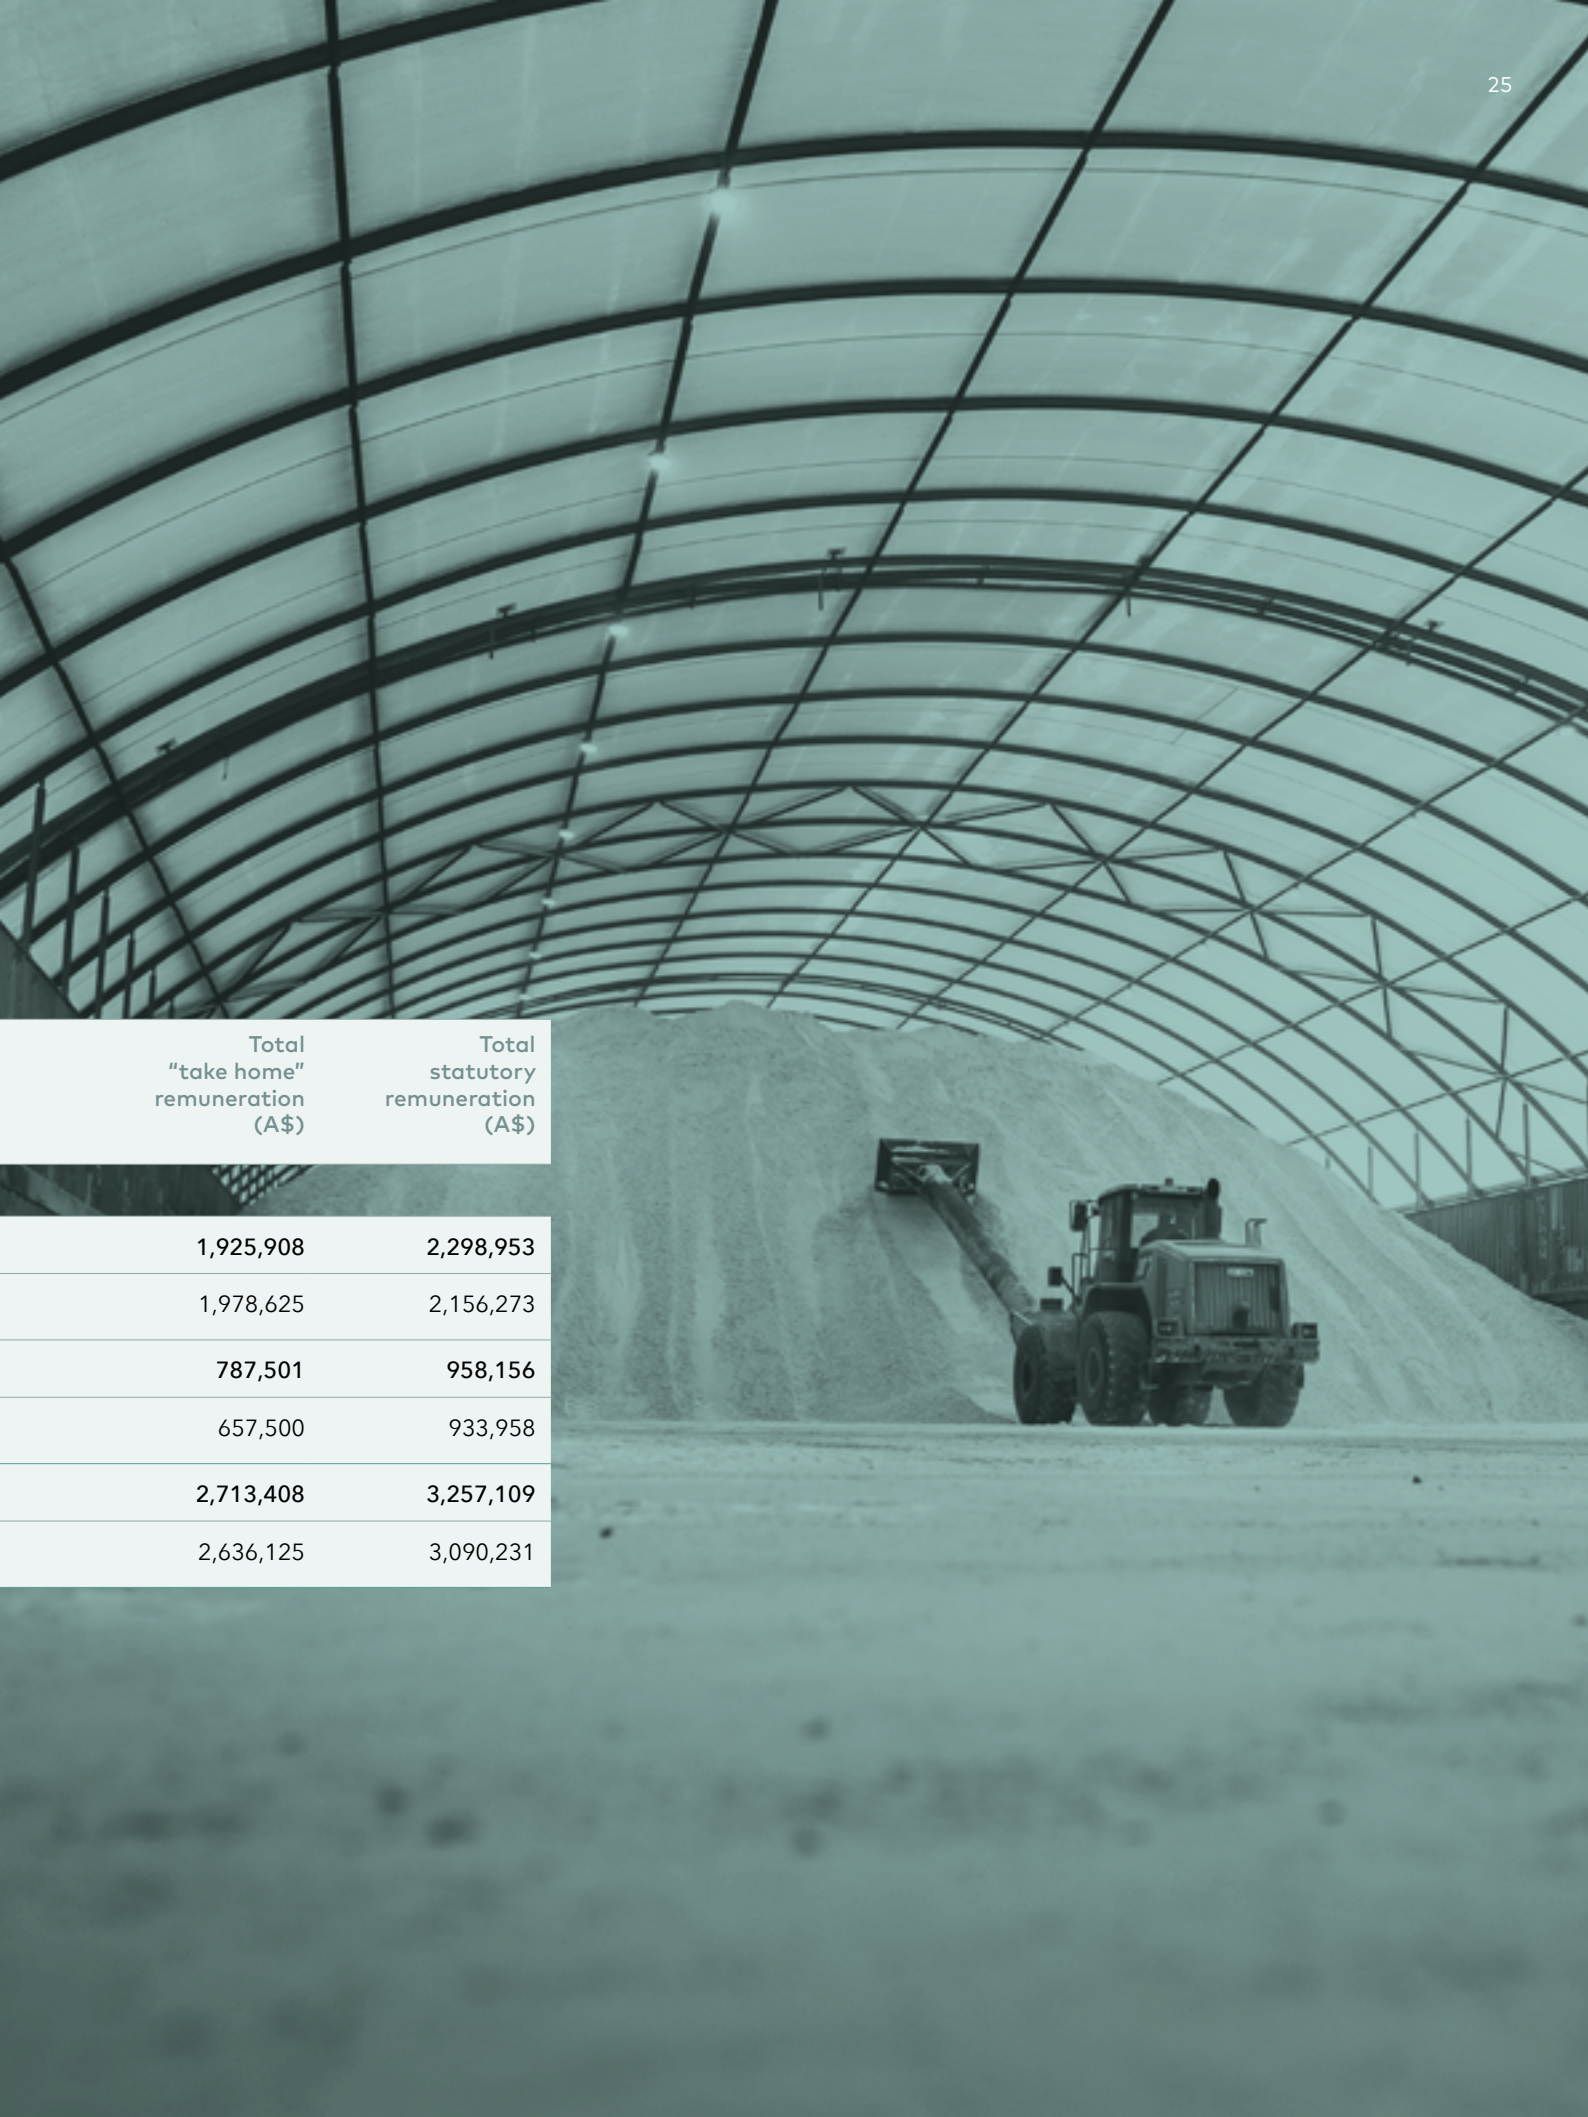 25
Total
“take home”
remuneration
(A$)
Total
statutory
remuneration
(A$)
1,925,908 2,298,953
1,978,625 2,156,273
787,501 958,156
657,500 933,958
2,713,408 3,257,109
2,636,125 3,090,231